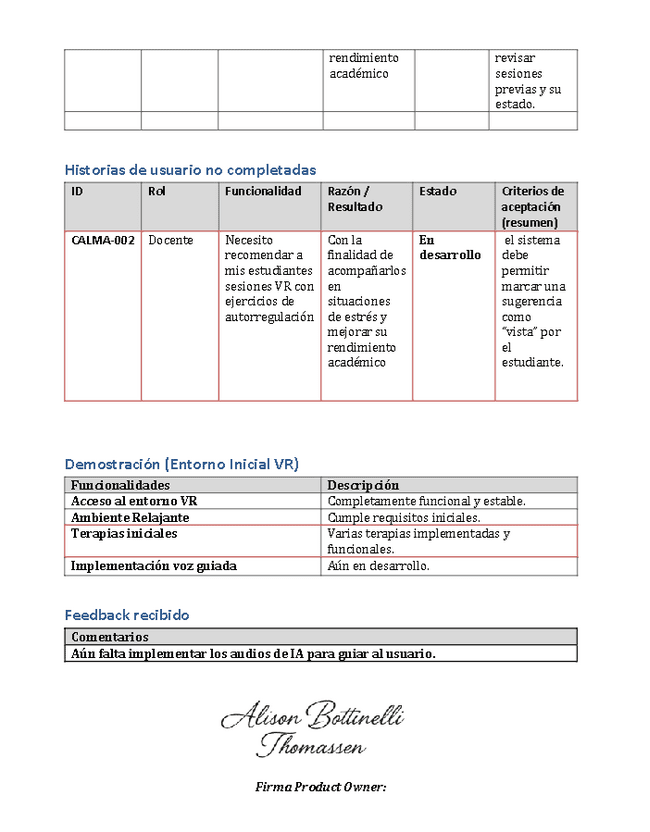 rendimiento académico
revisar sesiones previas y su estado.
Historias de usuario no completadas
ID Rol Funcionalidad Razón / Resultado Estado Criterios de aceptación (resumen)
CALMA-002 Docente Necesito recomendar a mis estudiantes sesiones VR con ejercicios de autorregulación Con la finalidad de acompañarlos en situaciones de estrés y mejorar su rendimiento académico En desarrollo el sistema debe permitir marcar una sugerencia como “vista” por el estudiante.
Demostración (Entorno Inicial VR)
Funcionalidades Descripción
Acceso al entorno VR Completamente funcional y estable.
Ambiente Relajante Cumple requisitos iniciales.
Terapias iniciales Varias terapias implementadas y funcionales.
Implementación voz guiada Aún en desarrollo.
Feedback recibido
Comentarios
Aún falta implementar los audios de IA para guiar al usuario.
Alison Bottinelli
Thomassen
Firma Product Owner: